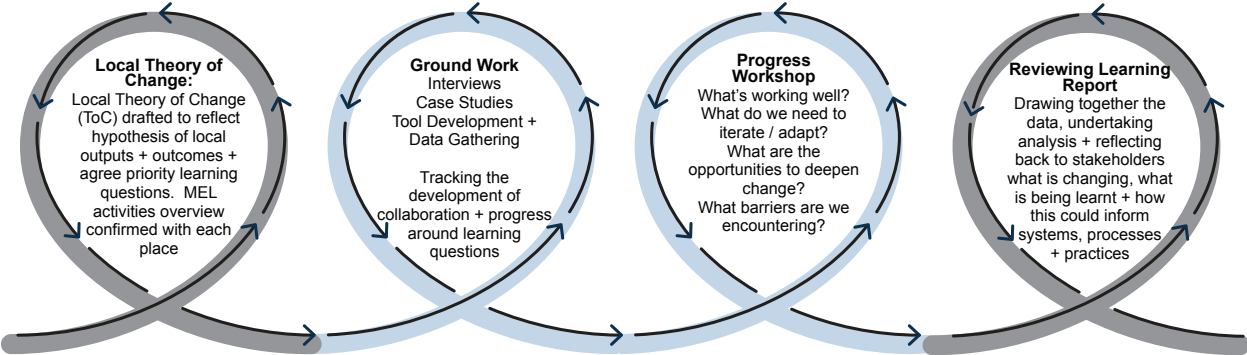 Local Theory of
Change:
Local Theory of Change
(ToC) drafted to reflect
hypothesis of local
outputs + outcomes +
agree priority learning
questions.  MEL
activities overview
confirmed with each
place
Ground Work
Interviews
Case Studies
Tool Development +
Data Gathering
Tracking the
development of
collaboration + progress
around learning
questions
Progress
Workshop
What’s working well?
What do we need to
iterate / adapt?
What are the
opportunities to deepen
change?
What barriers are we
encountering?
Reviewing Learning
Report
Drawing together the
data, undertaking
analysis + reflecting
back to stakeholders
what is changing, what
is being learnt + how
this could inform
systems, processes
+ practices